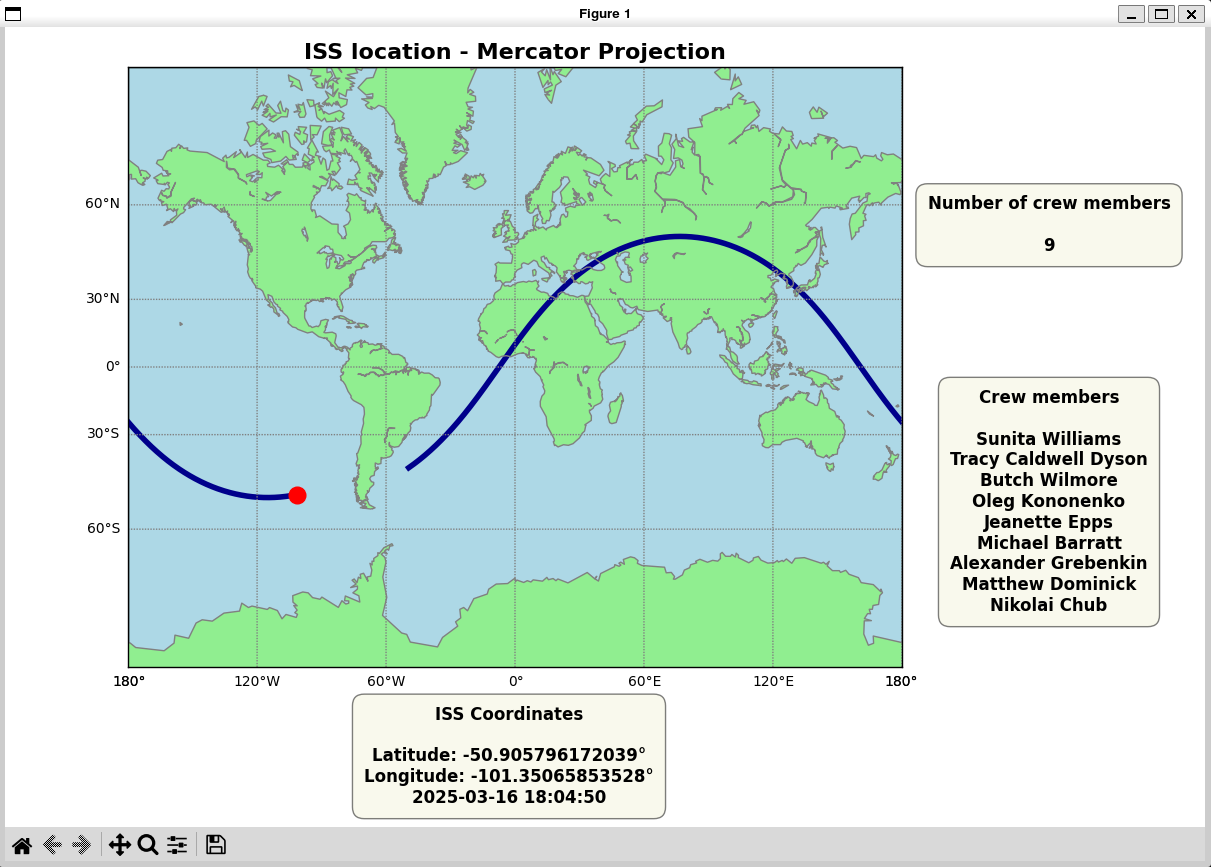 Figure 1
ISS location - Mercator Projection
60°N
30°N
0°
30°S
60°S
180°
120°W
60°W
0°
60°E
120°E
180°
Number of crew members
9
Crew members
Sunita Williams
Tracy Caldwell Dyson
Butch Wilmore
Oleg Kononenko
Jeanette Epps
Michael Barratt
Alexander Grebenkin
Matthew Dominick
Nikolai Chub
ISS Coordinates
Latitude: -50.905796172039°
Longitude: -101.35065853528°
2025-03-16 18:04:50